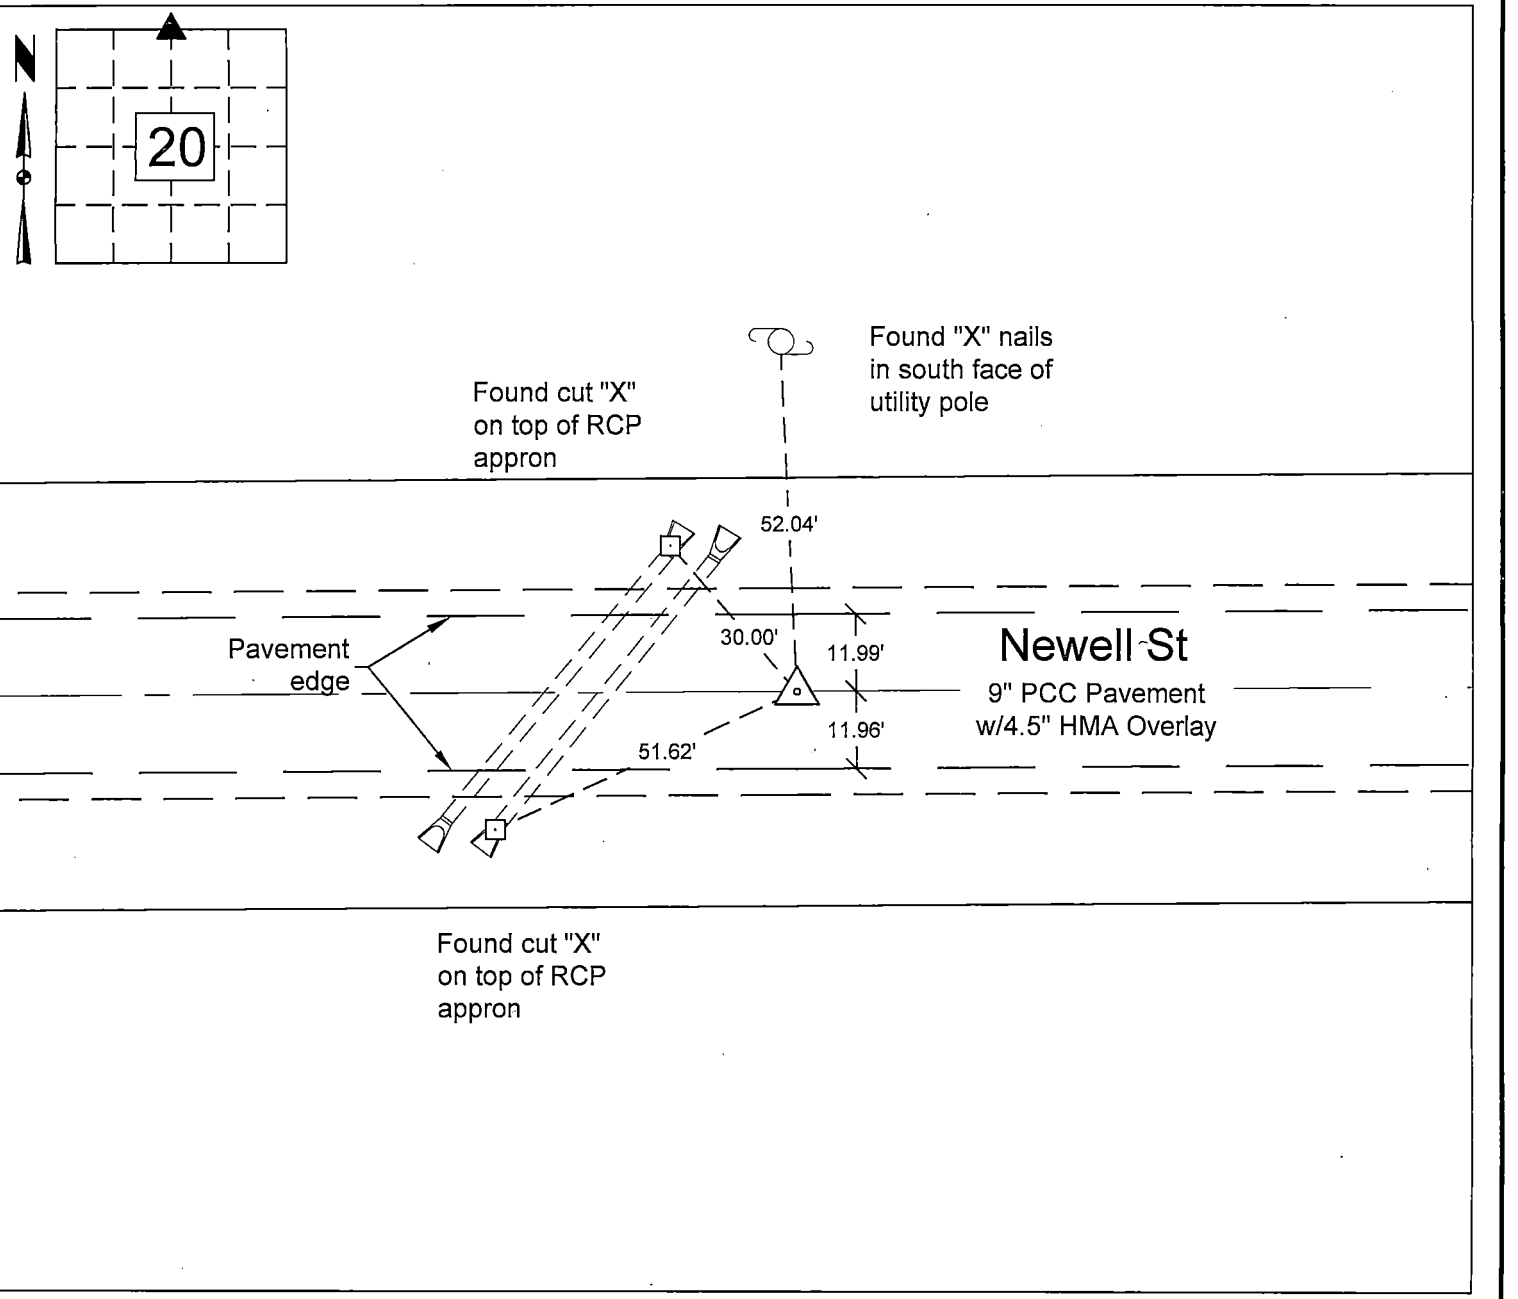 N
20
Found "X" nails
in south face of
utility pole
Found cut "X"
on top of RCP
appron
52.04'
30.00'
11.99'
Newell St
9" PCC Pavement
w/4.5" HMA Overlay
Pavement
edge
11.96'
51.62'
Found cut "X"
on top of RCP
appron